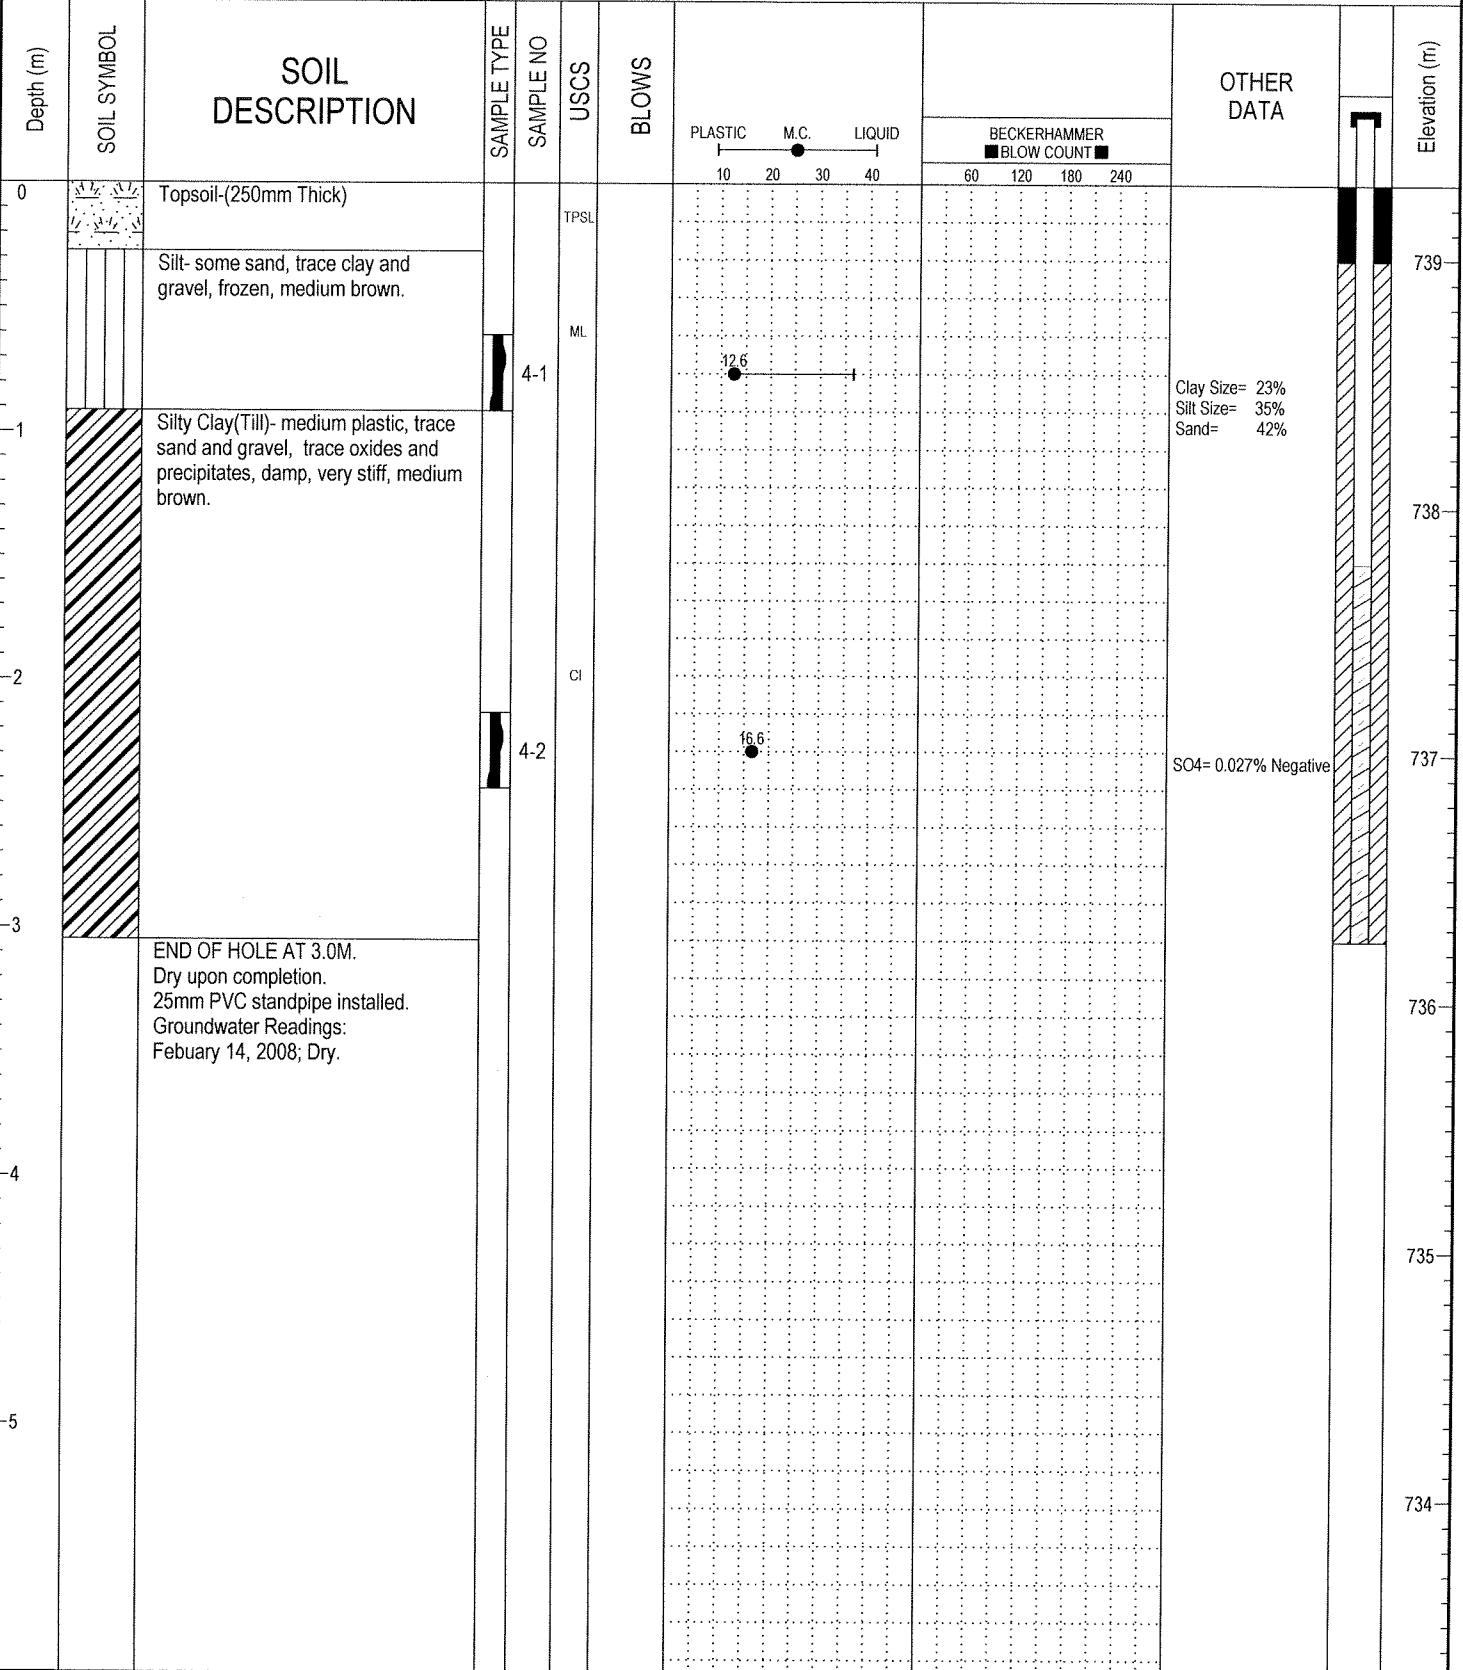 Depth (m)
SOIL SYMBOL
SOIL
DESCRIPTION
SAMPLE TYPE
SAMPLE NO
USCS
BLOWS
PLASTIC M.C. LIQUID
10 20 30 40
BECKERHAMMER
BLOW COUNT
60 120 180 240
OTHER
DATA
Elevation (m)
0
Topsoil-(250mm Thick)
TPSL
739
Silt- some sand, trace clay and
gravel, frozen, medium brown.
ML
4-1
12.6
Clay Size= 23%
Silt Size= 35%
Sand= 42%
1
Silty Clay(Till)- medium plastic, trace
sand and gravel, trace oxides and
precipitates, damp, very stiff, medium
brown.
738
2
CI
4-2
16.6
737
SO4= 0.027% Negative
3
END OF HOLE AT 3.0M.
Dry upon completion.
25mm PVC standpipe installed.
Groundwater Readings:
Febuary 14, 2008; Dry.
736
4
735
5
734